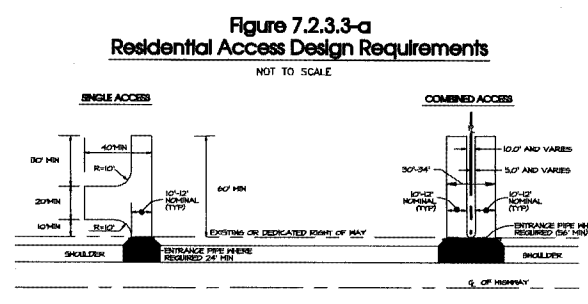 Figure 7.2.3.3-a
Residential Access Design Requirements
NOT TO SCALE
SINGLE ACCESS
COMBINED ACCESS
40'MIN
R=10'
30' MIN
20'MIN
10'MIN
R=10'
10'-12'
NOMINAL
(TYP)
60' MIN
EXISTING OR DEDICATED RIGHT OF WAY
SHOULDER
ENTRANCE PIPE WHERE
REQUIRED 24' MIN
10.0' AND VARIES
5.0' AND VARIES
30'-34'
10'-12'
NOMINAL
(TYP)
10'-12'
NOMINAL
(TYP)
ENTRANCE PIPE WH
REQUIRED (56' MIN
SHOULDER
℄ OF HIGHWAY